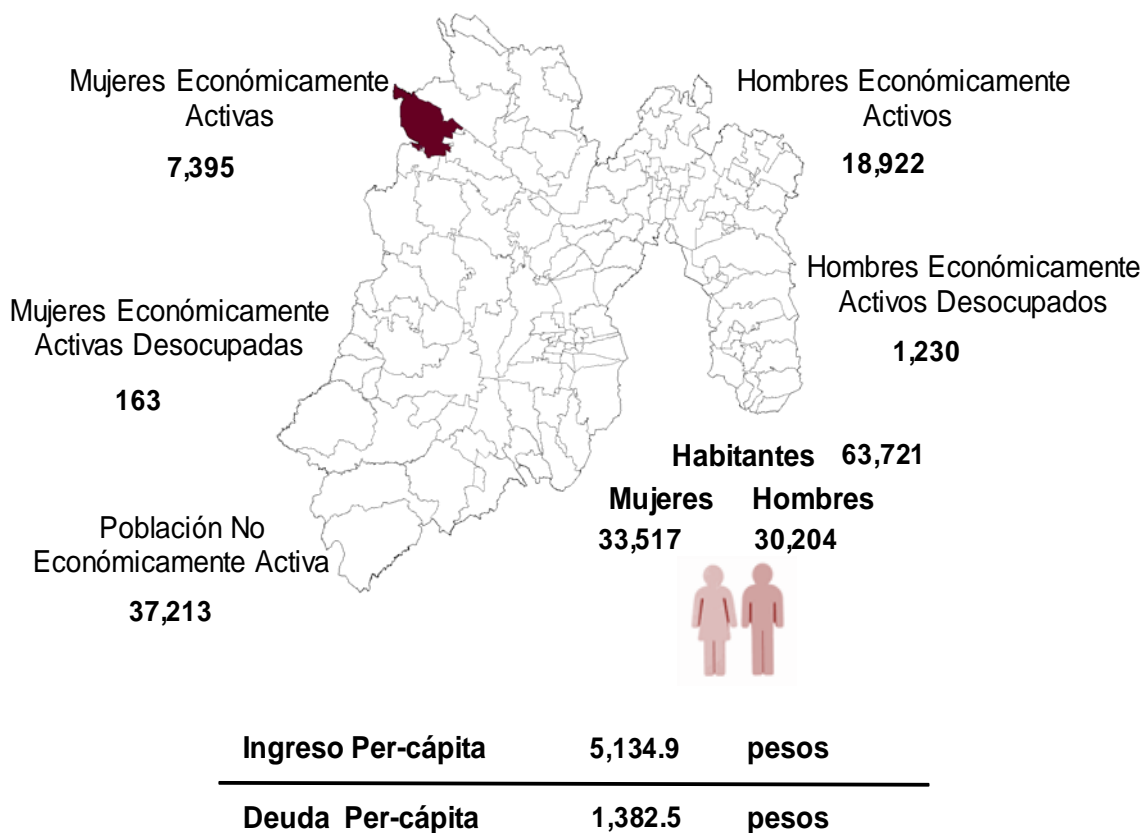 Mujeres Económicamente
Activas
7,395
Hombres Económicamente
Activos
18,922
Mujeres Económicamente
Activas Desocupadas
163
Hombres Económicamente
Activos Desocupados
1,230
Población No
Económicamente Activa
37,213
Habitantes 63,721
Mujeres Hombres
33,517 30,204
Ingreso Per-cápita 5,134.9 pesos
Deuda Per-cápita 1,382.5 pesos